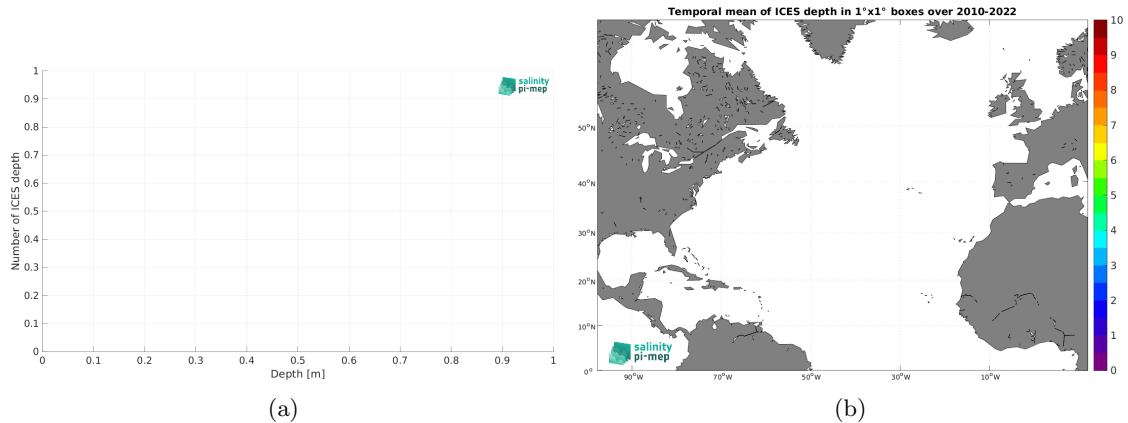 Temporal mean of ICES depth in 1°x1° boxes over 2010-2022
Number of ICES depth
1
0.9
0.8
0.7
0.6
0.5
0.4
0.3
0.2
0.1
0
0 0.1 0.2 0.3 0.4 0.5 0.6 0.7 0.8 0.9 1
Depth [m]
salinity
pi-mep
(a)
50°N
40°N
30°N
20°N
10°N
0°
90°W 70°W 50°W 30°W 10°W
salinity
pi-mep
10
9
8
7
6
5
4
3
2
1
0
(b)